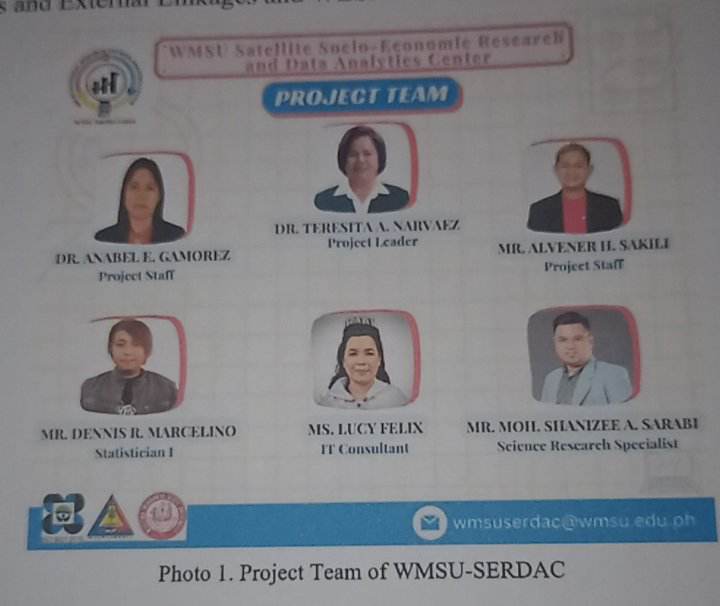 and External Linkages and
WMSU Satellite Socio-Economic Research
and Data Analytics Center
PROJECT TEAM
DR. ANABEL E. GAMOREZ
Project Staff
DR. TERESITA A. NARVAEZ
Project Leader
MR. ALVENER H. SAKILI
Project Staff
MR. DENNIS R. MARCELINO
Statistician I
MS. LUCY FELIX
IT Consultant
MR. MOH. SHANIZEE A. SARABI
Science Research Specialist
wmsuserdac@wmsu.edu.ph
Photo 1. Project Team of WMSU-SERDAC